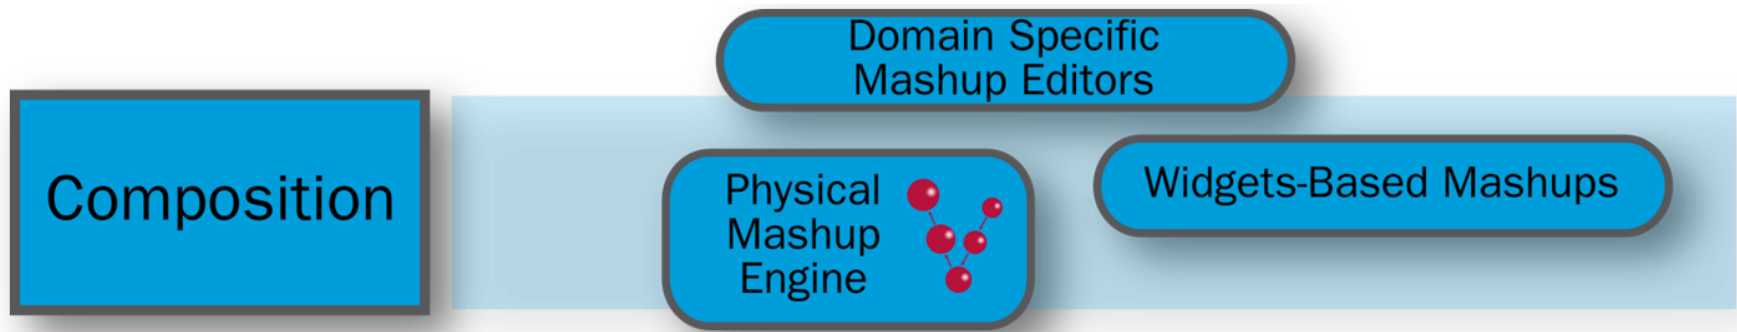 Composition
Domain Specific
Mashup Editors
Physical
Mashup
Engine
Widgets-Based Mashups